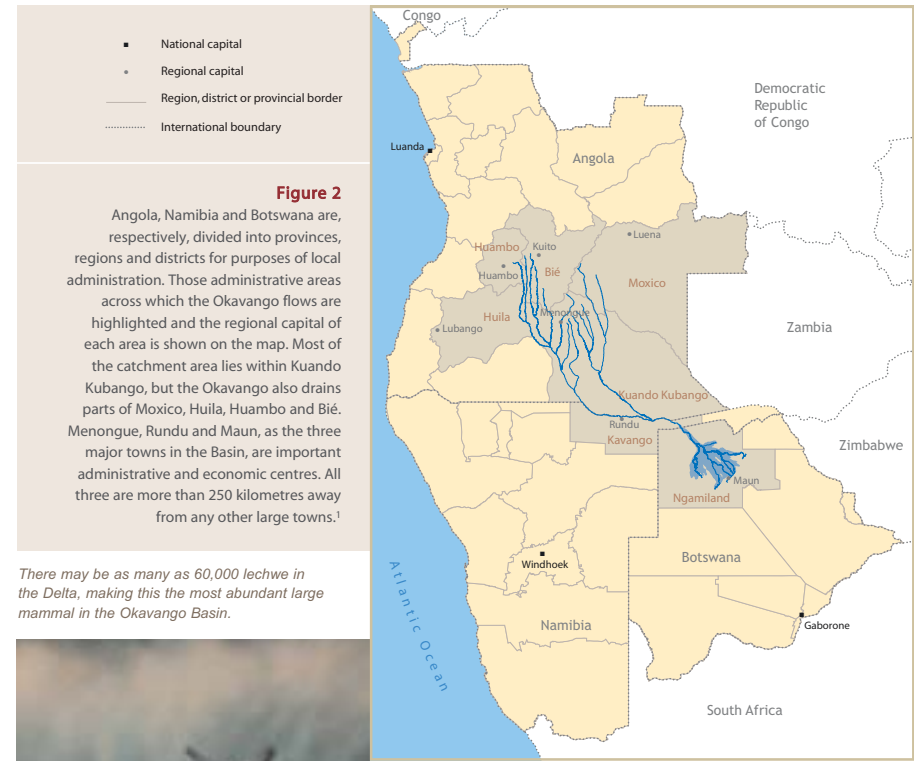 National capital
Regional capital
Region, district or provincial border
International boundary
Figure 2
Angola, Namibia and Botswana are,
respectively, divided into provinces,
regions and districts for purposes of local
administration. Those administrative areas
across which the Okavango flows are
highlighted and the regional capital of
each area is shown on the map. Most of
the catchment area lies within Kuando
Kubango, but the Okavango also drains
parts of Moxico, Huila, Huambo and Bié.
Menongue, Rundu and Maun, as the three
major towns in the Basin, are important
administrative and economic centres. All
three are more than 250 kilometres away
from any other large towns.¹
There may be as many as 60,000 lechwe in
the Delta, making this the most abundant large
mammal in the Okavango Basin.
Congo
Democratic
Republic
of Congo
Luanda
Angola
Luena
Huambo
Kuito
Huambo
Bié
Moxico
Huila
Menongue
Lubango
Zambia
Kuando Kubango
Rundu
Kavango
Zimbabwe
Maun
Ngamiland
Windhoek
Botswana
Atlantic Ocean
Namibia
Gaborone
South Africa